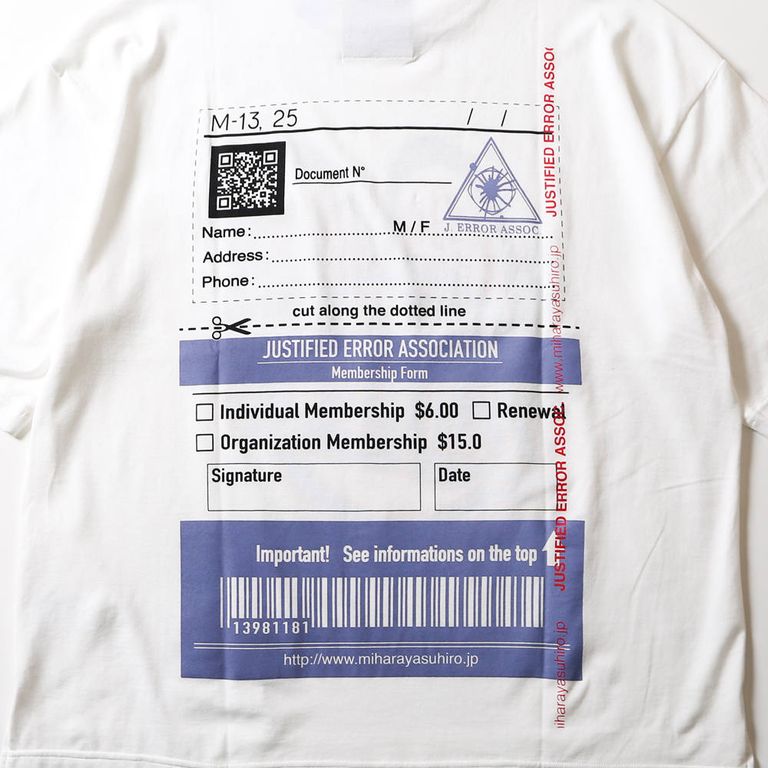 M-13, 25 / /
Document N°
J. ERROR ASSOC.
Name: M/F
Address:
Phone:
cut along the dotted line
JUSTIFIED ERROR ASSOCIATION
Membership Form
Individual Membership $6.00 Renewal
Organization Membership $15.0
Signature Date
Important! See informations on the top
13981181
http://www.miharayasuhiro.jp
JUSTIFIED ERROR ASSOC
www.miharayasuhiro.jp
JUSTIFIED ERROR ASSOC
miharayasuhiro.jp